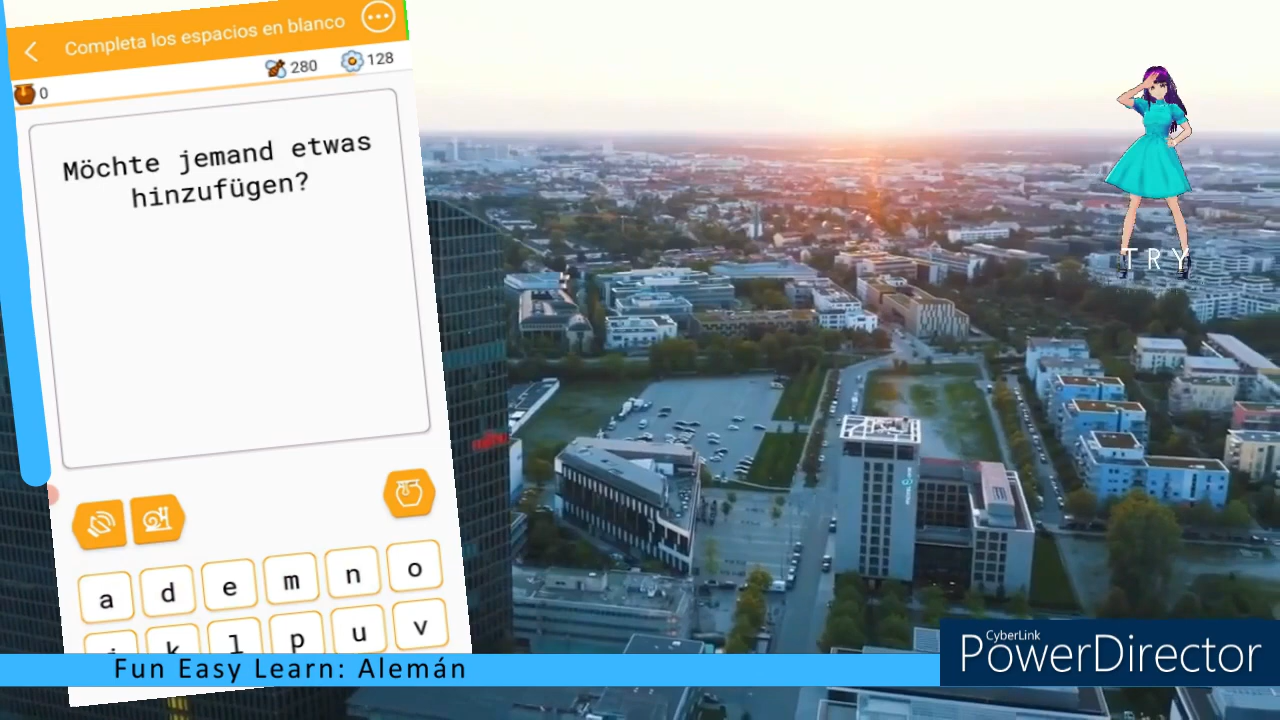 Completa los espacios en blanco
0
280
128
Möchte jemand etwas
hinzufügen?
a d e m n o
k l p u v
Fun Easy Learn: Alemán
TRY
CyberLink
PowerDirector